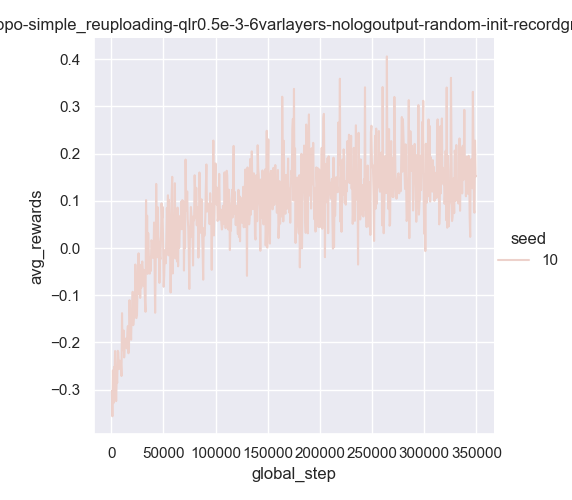 ppo-simple_reuploading-qlr0.5e-3-6varlayers-nologoutput-random-init-recordgr
0.4
0.3
0.2
0.1
0.0
−0.1
−0.2
−0.3
avg_rewards
0 50000 100000 150000 200000 250000 300000 350000
global_step
seed
10